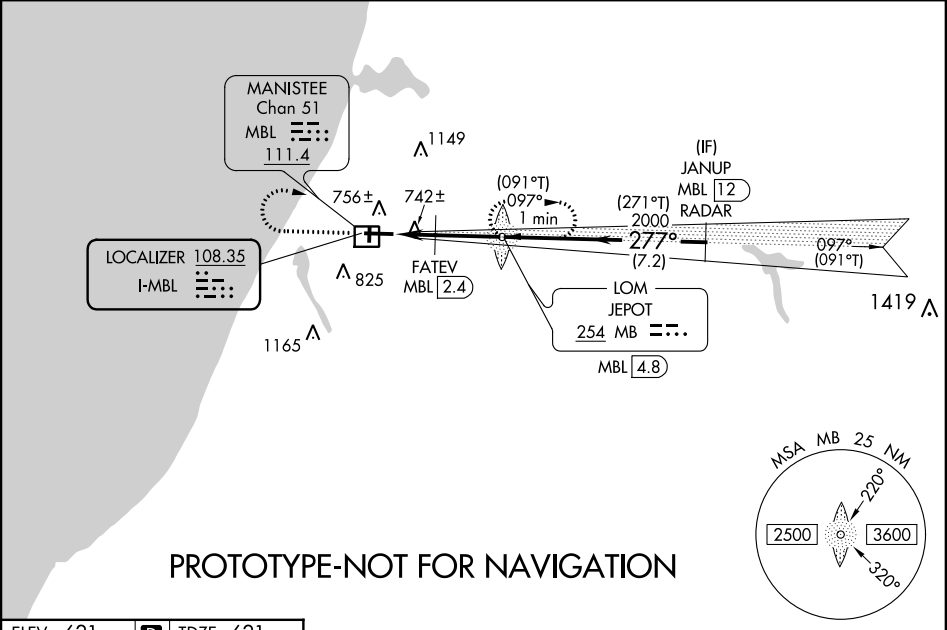 MANISTEE
Chan 51
MBL
111.4
1149
(IF)
JANUP
MBL 12
RADAR
756±
742±
(091°T)
097°
1 min
(271°T)
2000
277°
(7.2)
097°
(091°T)
LOCALIZER 108.35
I-MBL
825
FATEV
MBL 2.4
LOM
JEPOT
254 MB
MBL 4.8
1419
1165
MSA MB 25 NM
220°
2500
3600
320°
PROTOTYPE-NOT FOR NAVIGATION